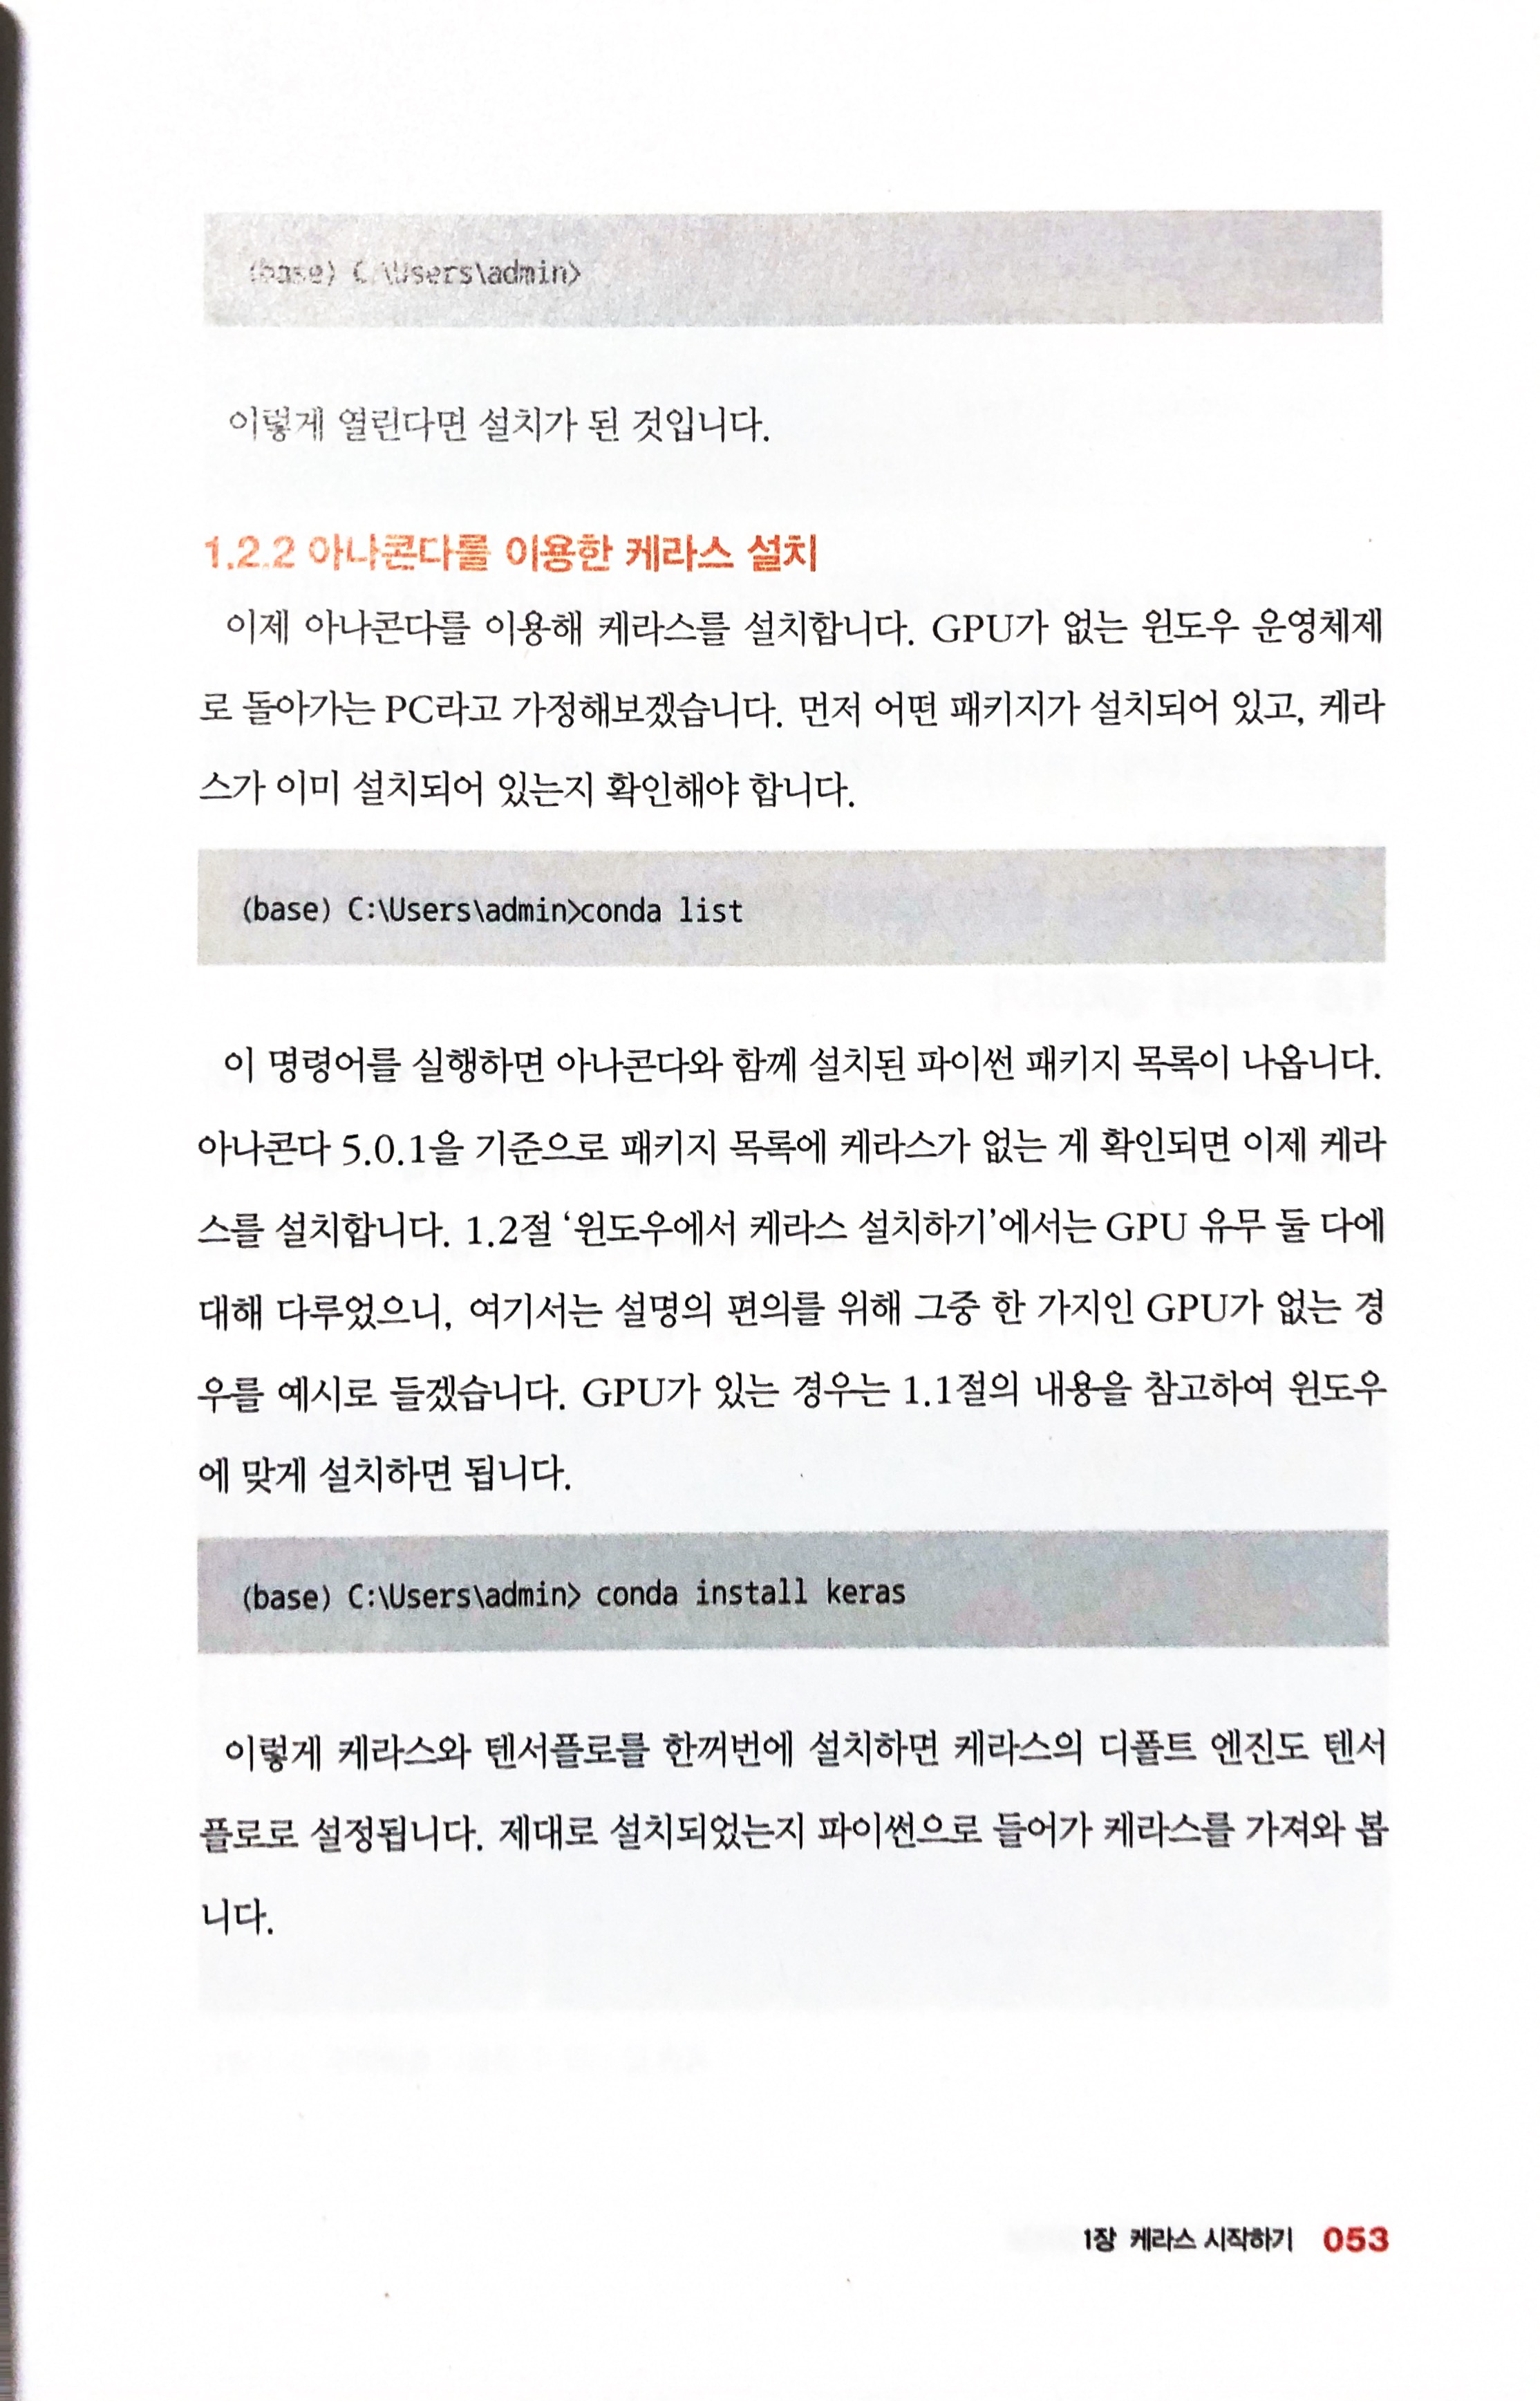 (base) C:\Users\admin>
이렇게 열린다면 설치가 된 것입니다.
1.2.2 아나콘다를 이용한 케라스 설치
이제 아나콘다를 이용해 케라스를 설치합니다. GPU가 없는 윈도우 운영체제
로 돌아가는 PC라고 가정해보겠습니다. 먼저 어떤 패키지가 설치되어 있고, 케라
스가 이미 설치되어 있는지 확인해야 합니다.
(base) C:\Users\admin>conda list
이 명령어를 실행하면 아나콘다와 함께 설치된 파이썬 패키지 목록이 나옵니다.
아나콘다 5.0.1을 기준으로 패키지 목록에 케라스가 없는 게 확인되면 이제 케라
스를 설치합니다. 1.2절 ‘윈도우에서 케라스 설치하기’에서는 GPU 유무 둘 다에
대해 다루었으니, 여기서는 설명의 편의를 위해 그중 한 가지인 GPU가 없는 경
우를 예시로 들겠습니다. GPU가 있는 경우는 1.1절의 내용을 참고하여 윈도우
에 맞게 설치하면 됩니다.
(base) C:\Users\admin> conda install keras
이렇게 케라스와 텐서플로를 한꺼번에 설치하면 케라스의 디폴트 엔진도 텐서
플로로 설정됩니다. 제대로 설치되었는지 파이썬으로 들어가 케라스를 가져와 봅
니다.
1장 케라스 시작하기 053